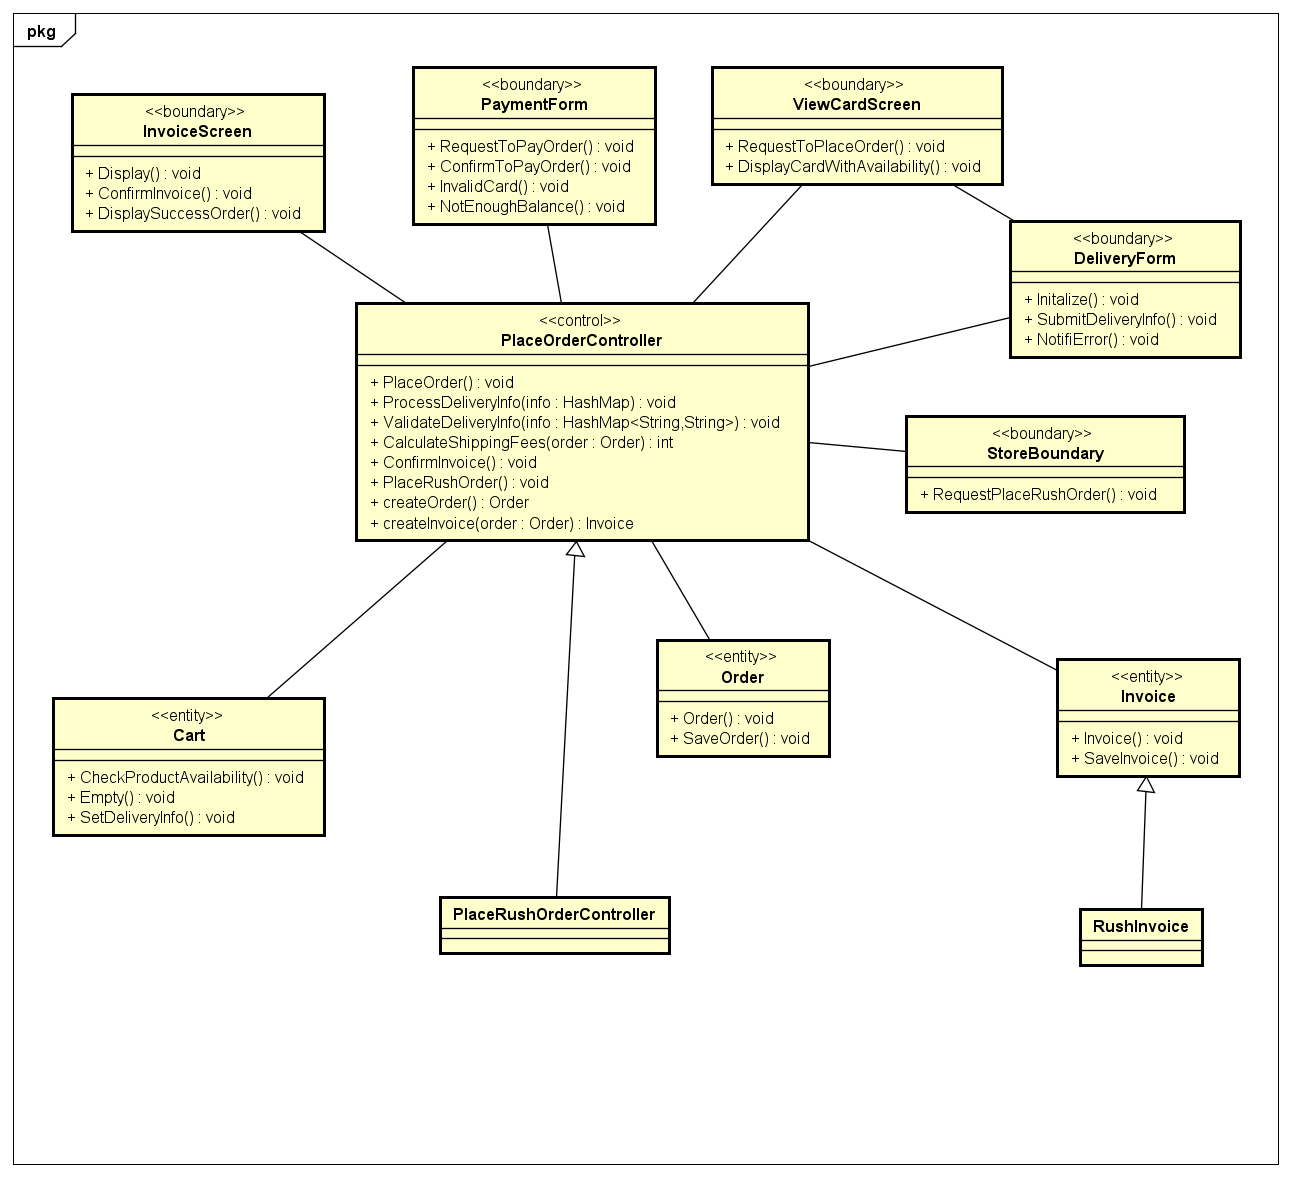 pkg
<<boundary>>
InvoiceScreen
+ Display() : void
+ ConfirmInvoice() : void
+ DisplaySuccessOrder() : void
<<boundary>>
PaymentForm
+ RequestToPayOrder() : void
+ ConfirmToPayOrder() : void
+ InvalidCard() : void
+ NotEnoughBalance() : void
<<boundary>>
ViewCardScreen
+ RequestToPlaceOrder() : void
+ DisplayCardWithAvailability() : void
<<boundary>>
DeliveryForm
+ Initalize() : void
+ SubmitDeliveryInfo() : void
+ NotifiError() : void
<<control>>
PlaceOrderController
+ PlaceOrder() : void
+ ProcessDeliveryInfo(info : HashMap) : void
+ ValidateDeliveryInfo(info : HashMap<String,String>) : void
+ CalculateShippingFees(order : Order) : int
+ ConfirmInvoice() : void
+ PlaceRushOrder() : void
+ createOrder() : Order
+ createInvoice(order : Order) : Invoice
<<boundary>>
StoreBoundary
+ RequestPlaceRushOrder() : void
<<entity>>
Cart
+ CheckProductAvailability() : void
+ Empty() : void
+ SetDeliveryInfo() : void
<<entity>>
Order
+ Order() : void
+ SaveOrder() : void
<<entity>>
Invoice
+ Invoice() : void
+ SaveInvoice() : void
PlaceRushOrderController
RushInvoice